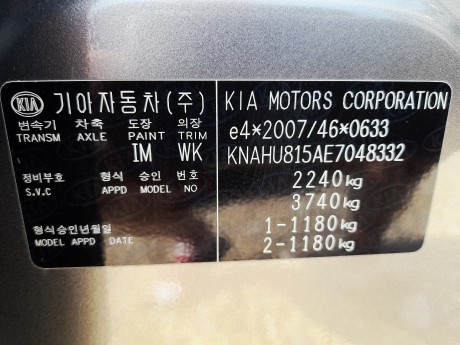 KIA 기아자동차(주)
변속기 차축 도장 의장
TRANSM AXLE PAINT TRIM
IM WK
정비부호 형식 승인 번호
S.V.C APPD MODEL NO
형식승인년월일
MODEL APPD DATE
KIA MOTORS CORPORATION
e4*2007/46*0633
KNAHU815AE7048332
2240kg
3740kg
1-1180kg
2-1180kg